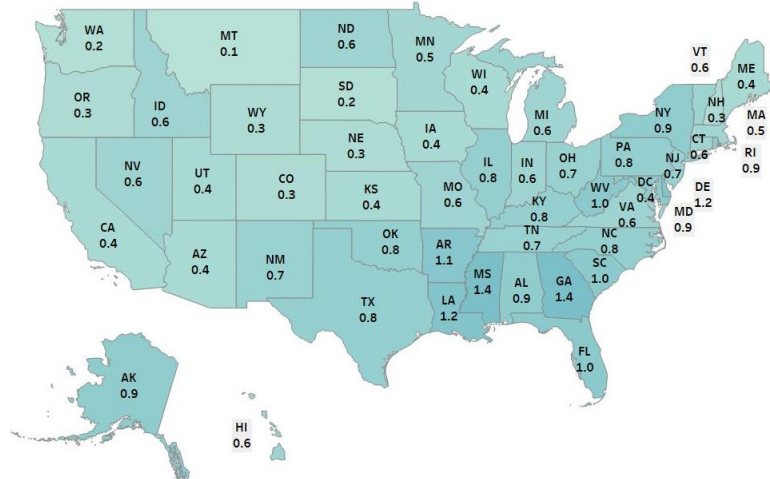 WA
0.2
MT
0.1
ND
0.6
MN
0.5
VT
0.6
ME
0.4
OR
0.3
ID
0.6
SD
0.2
WI
0.4
NH
0.3
MA
0.5
WY
0.3
MI
0.6
NY
0.9
CT
0.6
RI
0.9
NV
0.6
UT
0.4
NE
0.3
IA
0.4
IL
0.8
IN
0.6
OH
0.7
PA
0.8
NJ
0.7
CO
0.3
KS
0.4
MO
0.6
KY
0.8
WV
1.0
DC
0.4
DE
1.2
VA
0.6
MD
0.9
CA
0.4
AZ
0.4
NM
0.7
OK
0.8
AR
1.1
TN
0.7
NC
0.8
SC
1.0
TX
0.8
LA
1.2
MS
1.4
AL
0.9
GA
1.4
FL
1.0
AK
0.9
HI
0.6